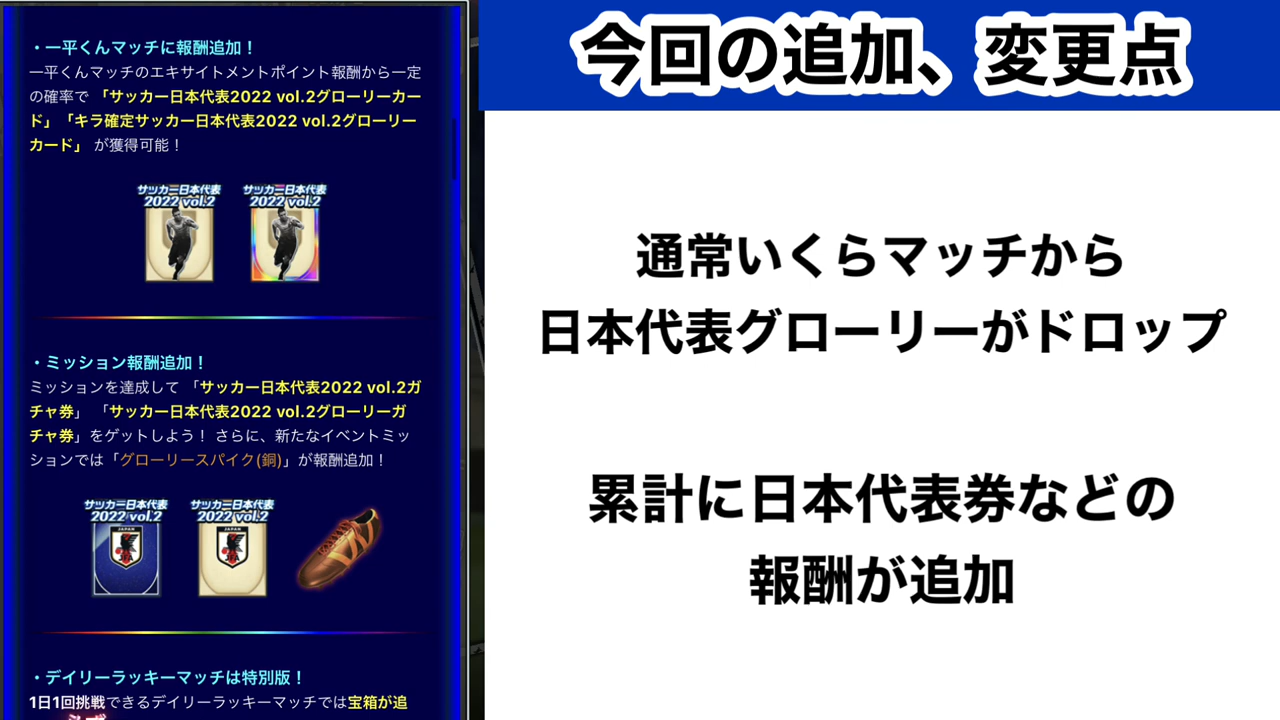 ・一平くんマッチに報酬追加！
一平くんマッチのエキサイトメントポイント報酬から一定
の確率で 「サッカー日本代表2022 vol.2グローリーカー
ド」「キラ確定サッカー日本代表2022 vol.2グローリー
カード」 が獲得可能！
サッカー日本代表
2022 vol.2
サッカー日本代表
2022 vol.2
・ミッション報酬追加！
ミッションを達成して 「サッカー日本代表2022 vol.2ガ
チャ券」 「サッカー日本代表2022 vol.2グローリーガ
チャ券」をゲットしよう！ さらに、新たなイベントミッ
ションでは「グローリースパイク(銅)」が報酬追加！
サッカー日本代表
2022 vol.2
JAPAN
JFA
サッカー日本代表
2022 vol.2
JAPAN
JFA
・デイリーラッキーマッチは特別版！
1日1回挑戦できるデイリーラッキーマッチでは宝箱が追
必ず
今回の追加、変更点
通常いくらマッチから
日本代表グローリーがドロップ
累計に日本代表券などの
報酬が追加